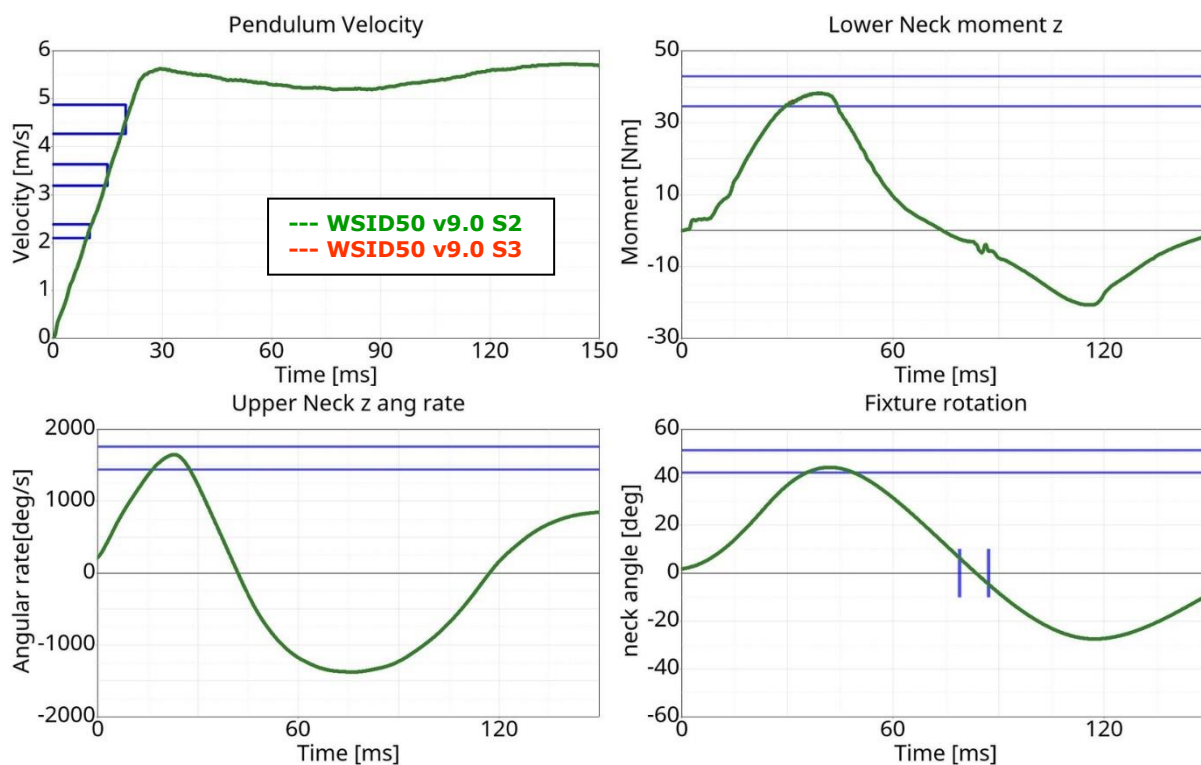 Pendulum Velocity
6
5
4
3
2
1
0
Velocity [m/s]
--- WSID50 v9.0 S2
--- WSID50 v9.0 S3
0 30 60 90 120 150
Time [ms]
Lower Neck moment z
50
30
10
-10
-30
Moment [Nm]
0 60 120
Time [ms]
Upper Neck z ang rate
2000
1000
0
-1000
-2000
Angular rate[deg/s]
0 60 120
Time [ms]
Fixture rotation
60
40
20
0
-20
-40
-60
neck angle [deg]
0 60 120
Time [ms]